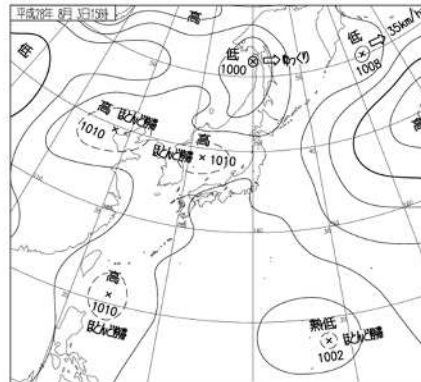 平成28年 8月 3日15時
高
低
低
ゆっくり
1000
低
35km/h
1008
高
ほとんど停滞
1010
高
ほとんど停滞
1010
高
高
1010
ほとんど停滞
熱低
ほとんど停滞
1002